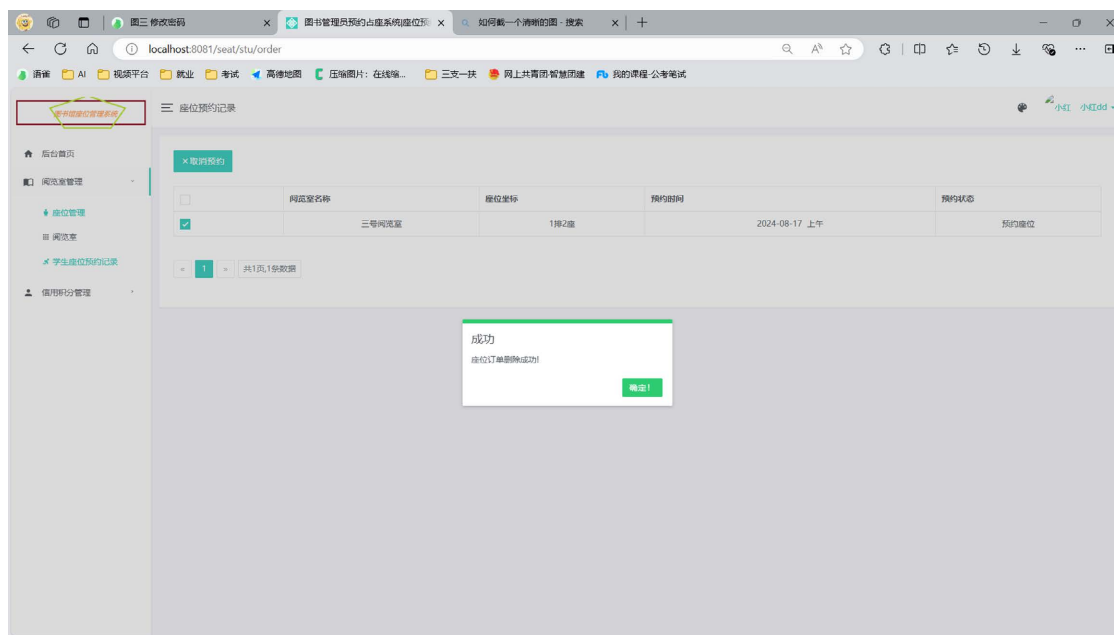 图三 修改密码
图书管理员预约占座系统|座位预
如何截一个清晰的图 - 搜索
localhost:8081/seat/stu/order
语雀 AI 视频平台 就业 考试 高德地图 压缩图片：在线缩... 三支一扶 网上共青团·智慧团建 我的课程-公考笔试
图书馆座位管理系统
座位预约记录
小红 小红dd
后台首页
阅览室管理
座位管理
阅览室
学生座位预约记录
信用积分管理
×取消预约
阅览室名称 座位坐标 预约时间 预约状态
三号阅览室 1排2座 2024-08-17 上午 预约座位
« 1 » 共1页,1条数据
成功
座位订单删除成功!
确定!